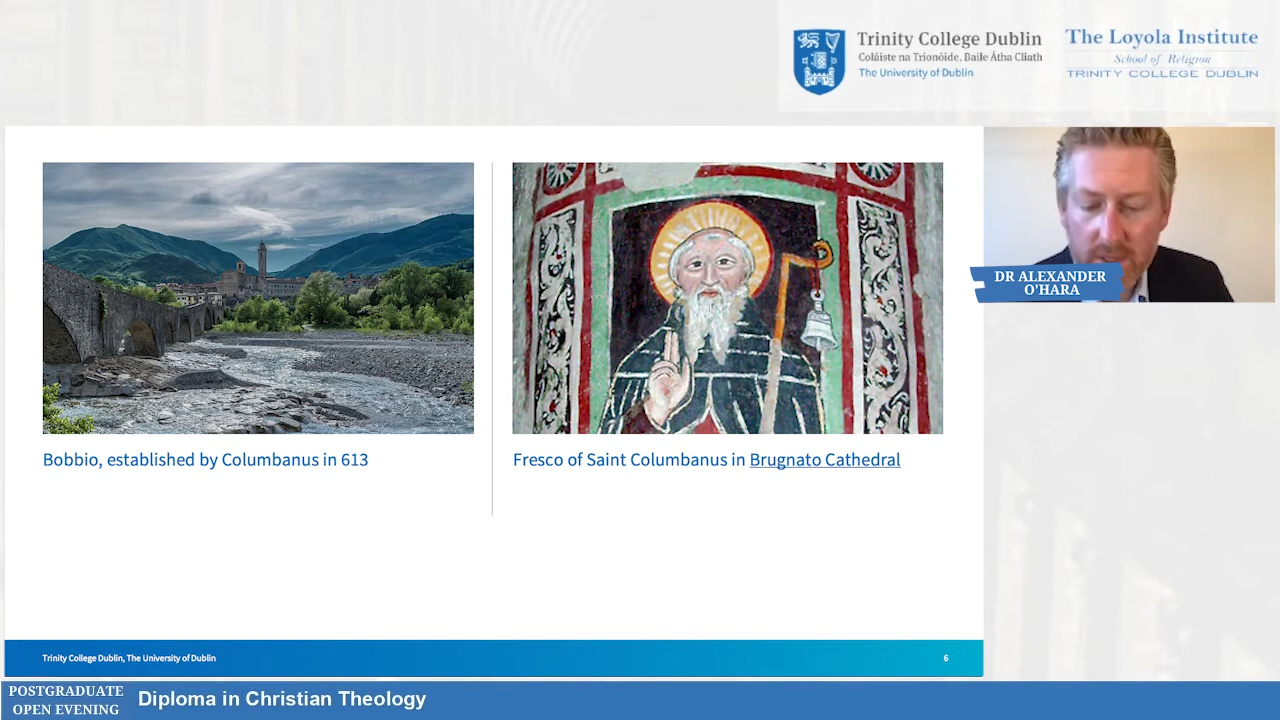 Trinity College Dublin
Coláiste na Tríonóide, Baile Átha Cliath
The University of Dublin
The Loyola Institute
School of Religion
TRINITY COLLEGE DUBLIN
DR ALEXANDER
O'HARA
Bobbio, established by Columbanus in 613
Fresco of Saint Columbanus in Brugnato Cathedral
Trinity College Dublin, The University of Dublin
6
POSTGRADUATE
OPEN EVENING
Diploma in Christian Theology